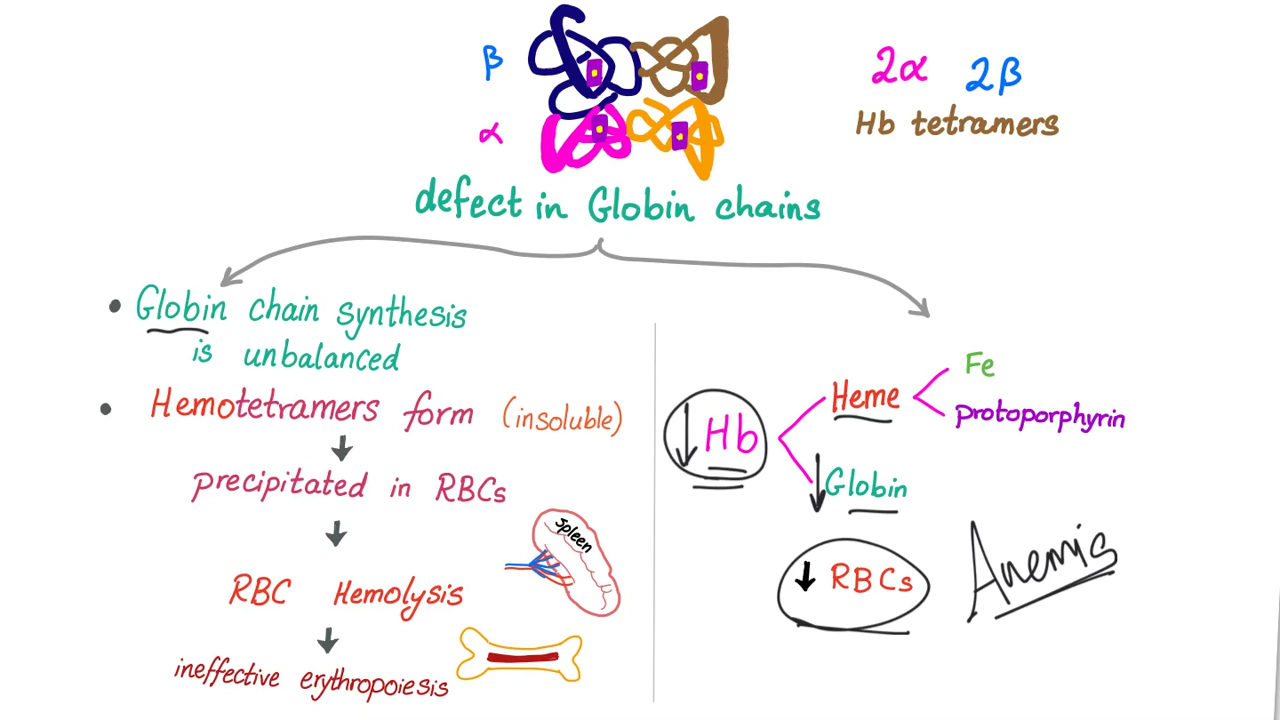 β
2α 2β
α
Hb tetramers
defect in Globin chains
• Globin chain synthesis
is unbalanced
• Hemotetramers form (insoluble)
precipitated in RBCs
RBC Hemolysis
ineffective erythropoiesis
Spleen
Fe
Heme
protoporphyrin
↓ Hb
↓ Globin
↓ RBCs
Anemis